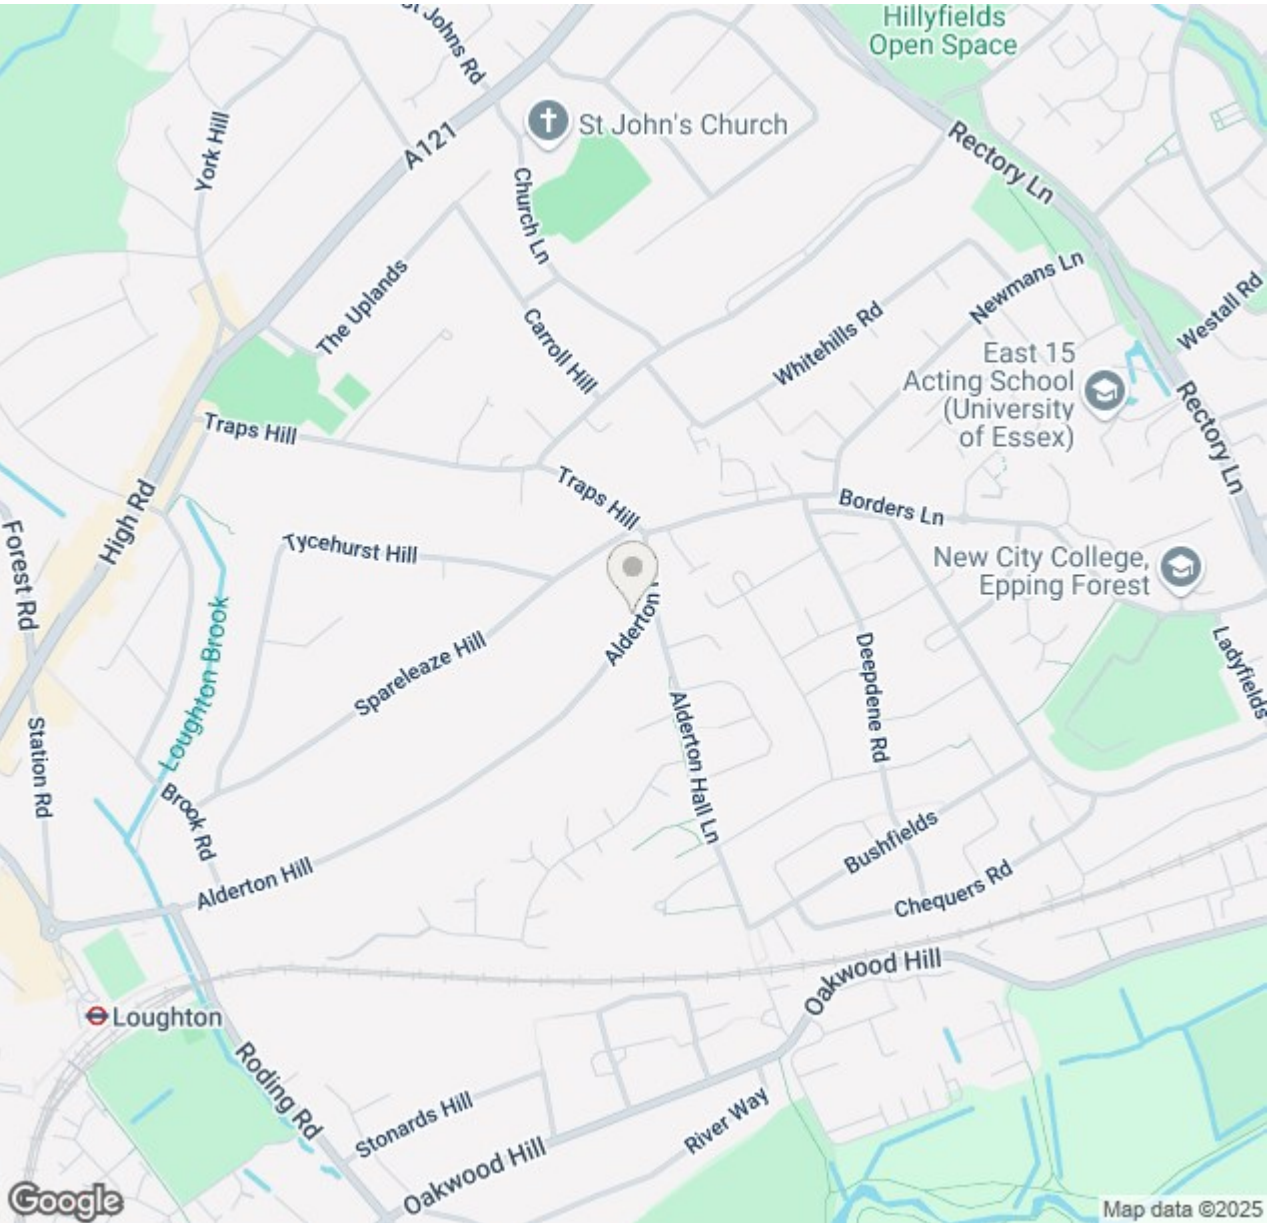 Hillyfields
Open Space
St Johns Rd
St John's Church
A121
York Hill
Rectory Ln
Church Ln
The Uplands
Carroll Hill
Newmans Ln
Westall Rd
Whitehills Rd
East 15
Acting School
(University
of Essex)
Rectory Ln
Traps Hill
Traps Hill
Borders Ln
High Rd
Forest Rd
Tycehurst Hill
New City College,
Epping Forest
Loughton Brook
Alderton
Spareleaze Hill
Deepdene Rd
Ladyfields
Station Rd
Alderton Hall Ln
Brook Rd
Bushfields
Alderton Hill
Chequers Rd
Oakwood Hill
Loughton
Roding Rd
Stonards Hill
River Way
Oakwood Hill
Google
Map data ©2025